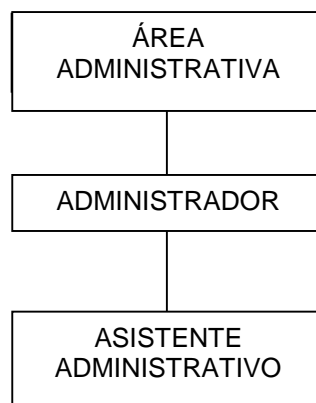 ÁREA
ADMINISTRATIVA
ADMINISTRADOR
ASISTENTE
ADMINISTRATIVO